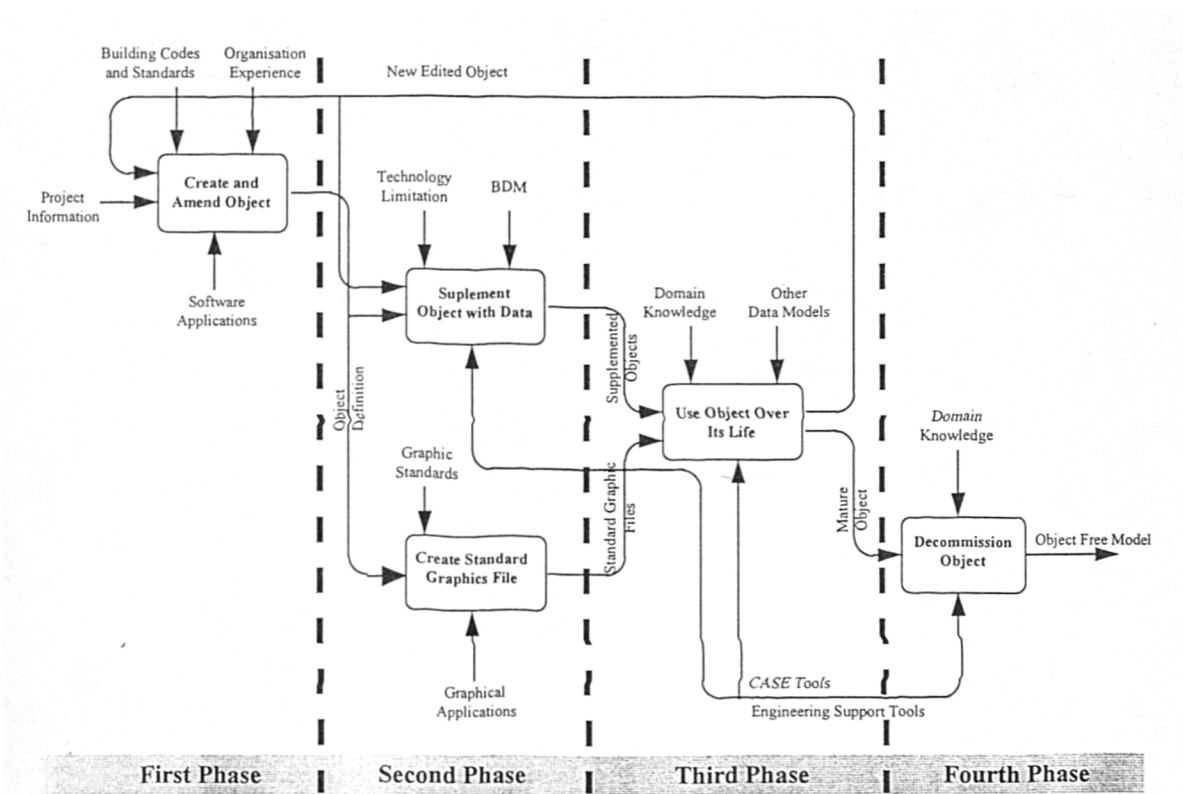 Building Codes
and Standards
Organisation
Experience
New Edited Object
Create and
Amend Object
Project
Information
Software
Applications
Technology
Limitation
BDM
Suplement
Object with Data
Object
Definition
Supplemented
Objects
Domain
Knowledge
Other
Data Models
Use Object Over
Its Life
Graphic
Standards
Create Standard
Graphics File
Standard Graphic
Files
Graphical
Applications
Mature
Object
Domain
Knowledge
Decommission
Object
Object Free Model
CASE Tools
Engineering Support Tools
First Phase
Second Phase
Third Phase
Fourth Phase